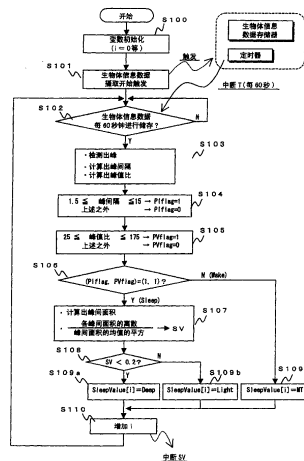 开始
S100
变数初始化
(i=0等)
S101
生物体信息数据
摄取开始触发
触发
生物体信息
数据存储器
定时器
中断T(每60秒)
S102
生物体信息数据
每60秒钟进行储存?
N
Y
S103
·检测出峰
·计算出峰间隔
·计算出峰值比
S104
1.5≦ 峰间隔 ≦15→PIflag=1
上述之外 →PIflag=0
S105
25≦ 峰值比 ≦175→PVflag=1
上述之外 →PVflag=0
S106
(PIflag, PVflag)=(1, 1)?
N (Wake)
Y (Sleep)
S107
·计算出峰间面积
各峰间面积的离散
峰间面积的均值的平方
→SV
S108
SV < 0.2?
N
Y
S109a
S109b
S109
SleepValue[i]=Deep
SleepValue[i]=Light
SleepValue[i]=MT
S110
增加i
中断SV